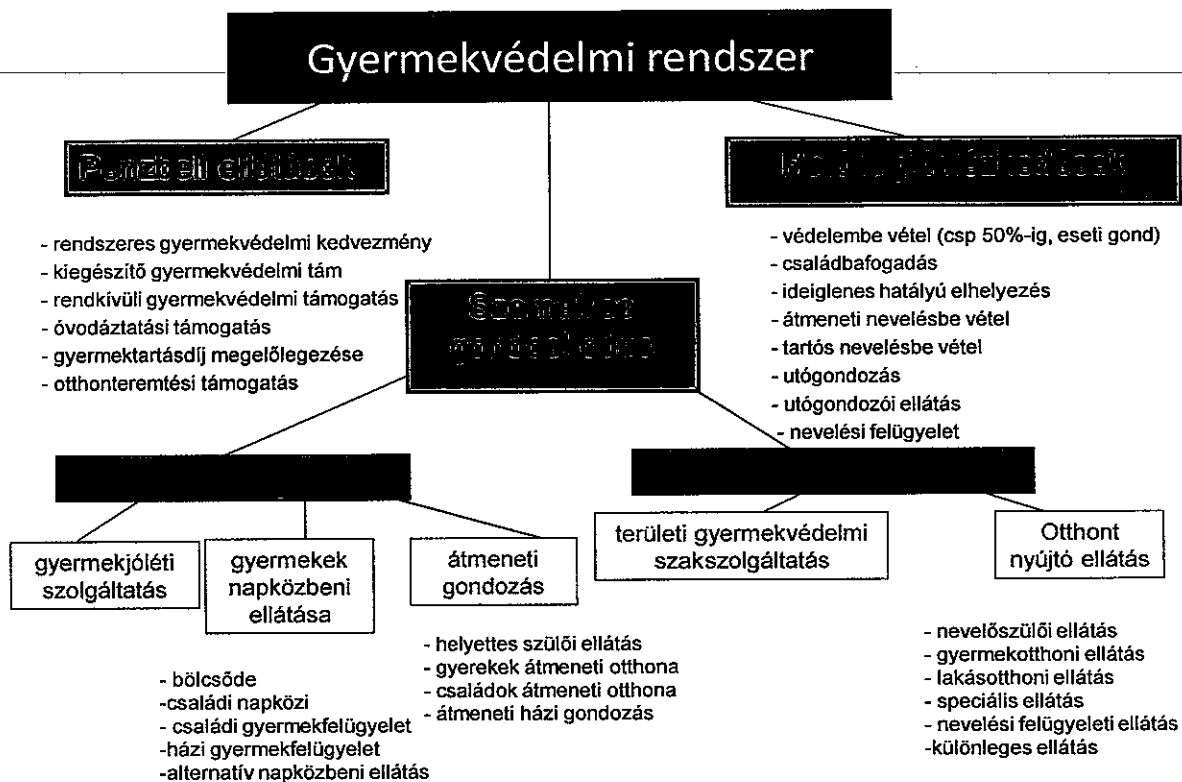 Gyermekvédelmi rendszer
Pénzbeli ellátások
- rendszeres gyermekvédelmi kedvezmény
- kiegészítő gyermekvédelmi tám
- rendkívüli gyermekvédelmi támogatás
- óvodáztatási támogatás
- gyermektartásdíj megelőlegezése
- otthonteremtési támogatás
- védelembe vétel (csp 50%-ig, eseti gond)
- családbafogadás
- ideiglenes hatályú elhelyezés
- átmeneti nevelésbe vétel
- tartós nevelésbe vétel
- utógondozás
- utógondozói ellátás
- nevelési felügyelet
Személyes
gondoskodás
gyermekjóléti
szolgáltatás
gyermekek
napközbeni
ellátása
- bölcsőde
-családi napközi
- családi gyermekfelügyelet
-házi gyermekfelügyelet
-alternatív napközbeni ellátás
átmeneti
gondozás
- helyettes szülői ellátás
- gyerekek átmeneti otthona
- családok átmeneti otthona
- átmeneti házi gondozás
területi gyermekvédelmi
szakszolgáltatás
Otthont
nyújtó ellátás
- nevelőszülői ellátás
- gyermekotthoni ellátás
- lakásotthoni ellátás
- speciális ellátás
- nevelési felügyeleti ellátás
-különleges ellátás